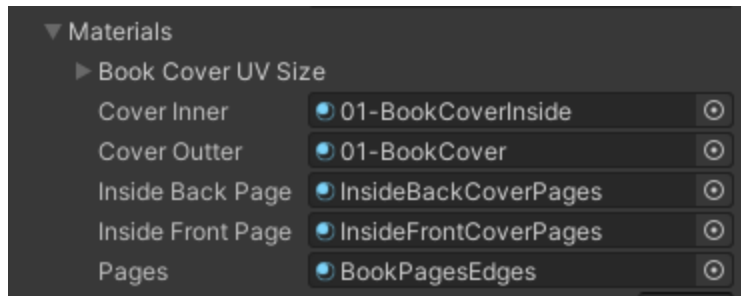 Materials
Book Cover UV Size
Cover Inner 01-BookCoverInside
Cover Outter 01-BookCover
Inside Back Page InsideBackCoverPages
Inside Front Page InsideFrontCoverPages
Pages BookPagesEdges